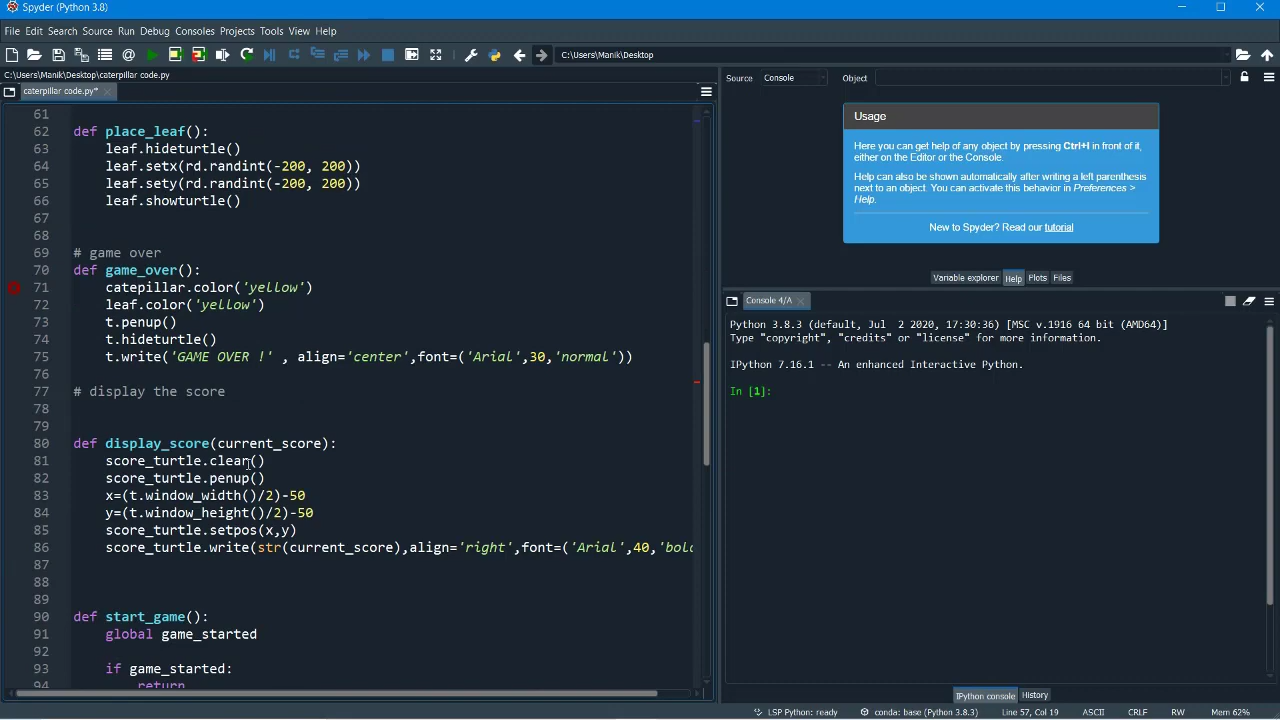 Spyder (Python 3.8)
File Edit Search Source Run Debug Consoles Projects Tools View Help
C:\Users\Manik\Desktop
C:\Users\Manik\Desktop\caterpillar code.py
caterpillar code.py*
61
62 def place_leaf():
63 leaf.hideturtle()
64 leaf.setx(rd.randint(-200, 200))
65 leaf.sety(rd.randint(-200, 200))
66 leaf.showturtle()
67
68
69 # game over
70 def game_over():
71 catepillar.color('yellow')
72 leaf.color('yellow')
73 t.penup()
74 t.hideturtle()
75 t.write('GAME OVER !' , align='center',font=('Arial',30,'normal'))
76
77 # display the score
78
79
80 def display_score(current_score):
81 score_turtle.clear()
82 score_turtle.penup()
83 x=(t.window_width()/2)-50
84 y=(t.window_height()/2)-50
85 score_turtle.setpos(x,y)
86 score_turtle.write(str(current_score),align='right',font=('Arial',40,'bold
87
88
89
90 def start_game():
91 global game_started
92
93 if game_started:
94 return
Source Console Object
Usage
Here you can get help of any object by pressing Ctrl+I in front of it,
either on the Editor or the Console.
Help can also be shown automatically after writing a left parenthesis
next to an object. You can activate this behavior in Preferences >
Help.
New to Spyder? Read our tutorial
Variable explorer Help Plots Files
Console 4/A
Python 3.8.3 (default, Jul 2 2020, 17:30:36) [MSC v.1916 64 bit (AMD64)]
Type "copyright", "credits" or "license" for more information.
IPython 7.16.1 -- An enhanced Interactive Python.
In [1]:
IPython console History
LSP Python: ready conda: base (Python 3.8.3) Line 57, Col 19 ASCII CRLF RW Mem 62%